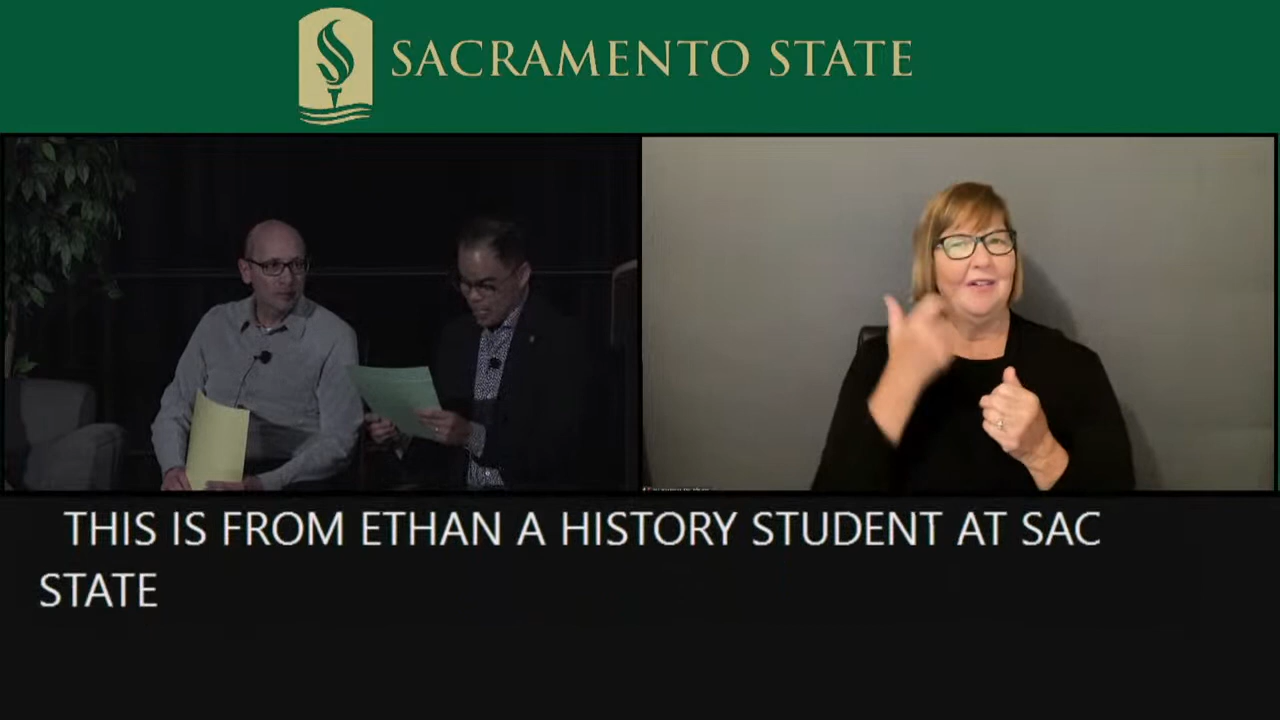 SACRAMENTO STATE
THIS IS FROM ETHAN A HISTORY STUDENT AT SAC
STATE